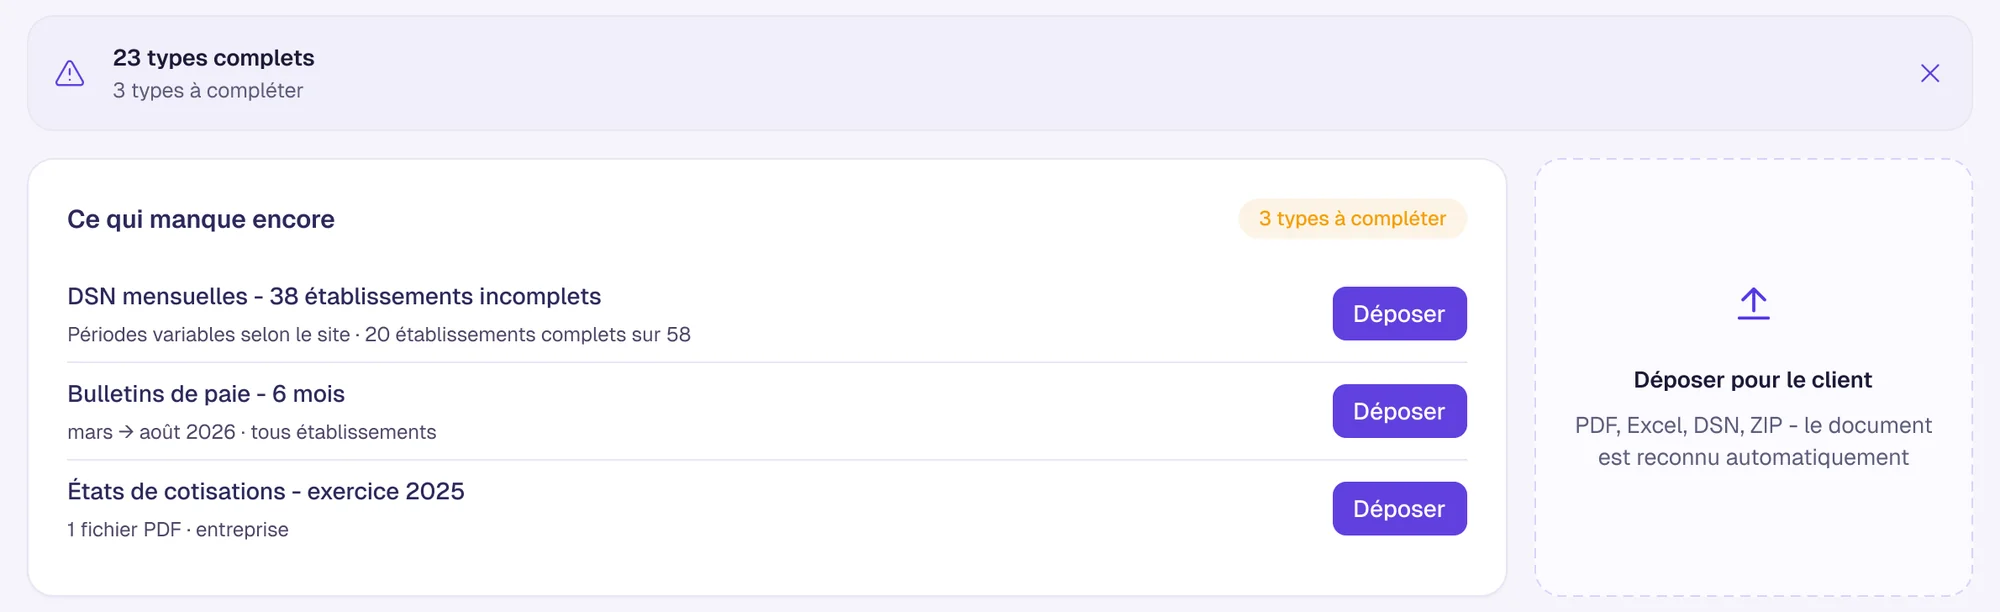 23 types complets
3 types à compléter
Ce qui manque encore
3 types à compléter
DSN mensuelles - 38 établissements incomplets
Périodes variables selon le site · 20 établissements complets sur 58
Déposer
Bulletins de paie - 6 mois
mars → août 2026 · tous établissements
Déposer
États de cotisations - exercice 2025
1 fichier PDF · entreprise
Déposer
Déposer pour le client
PDF, Excel, DSN, ZIP - le document
est reconnu automatiquement